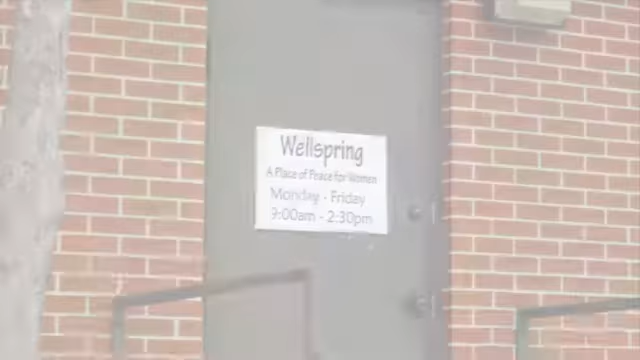 Wellspring
A Place of Peace for Women
Monday - Friday
9:00am - 2:30pm